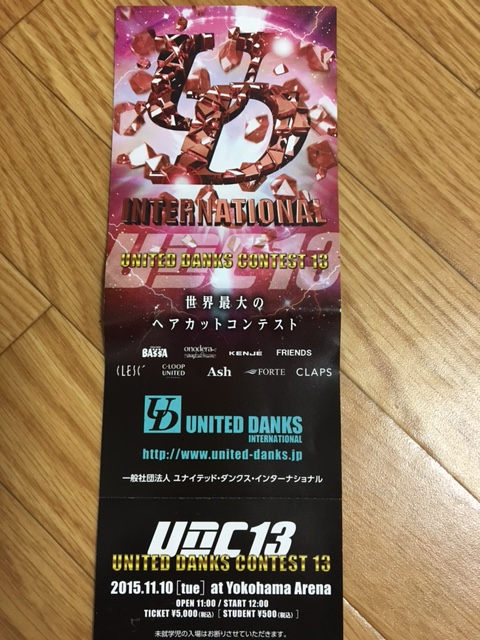 UD
INTERNATIONAL
UDC 13
UNITED DANKS CONTEST 13
世界最大の
ヘアカットコンテスト
BASSA
onodera+
KENJE FRIENDS
C·LOOP
UNITED
Ash FORTE CLAPS
UD UNITED DANKS
INTERNATIONAL
http://www.united-danks.jp
一般社団法人 ユナイテッド・ダンクス・インターナショナル
UDC 13
UNITED DANKS CONTEST 13
2015.11.10 [tue] at Yokohama Arena
OPEN 11:00 / START 12:00
TICKET ¥5,000(税込) [ STUDENT ¥500(税込) ]
未就学児の入場はお断りさせていただきます。